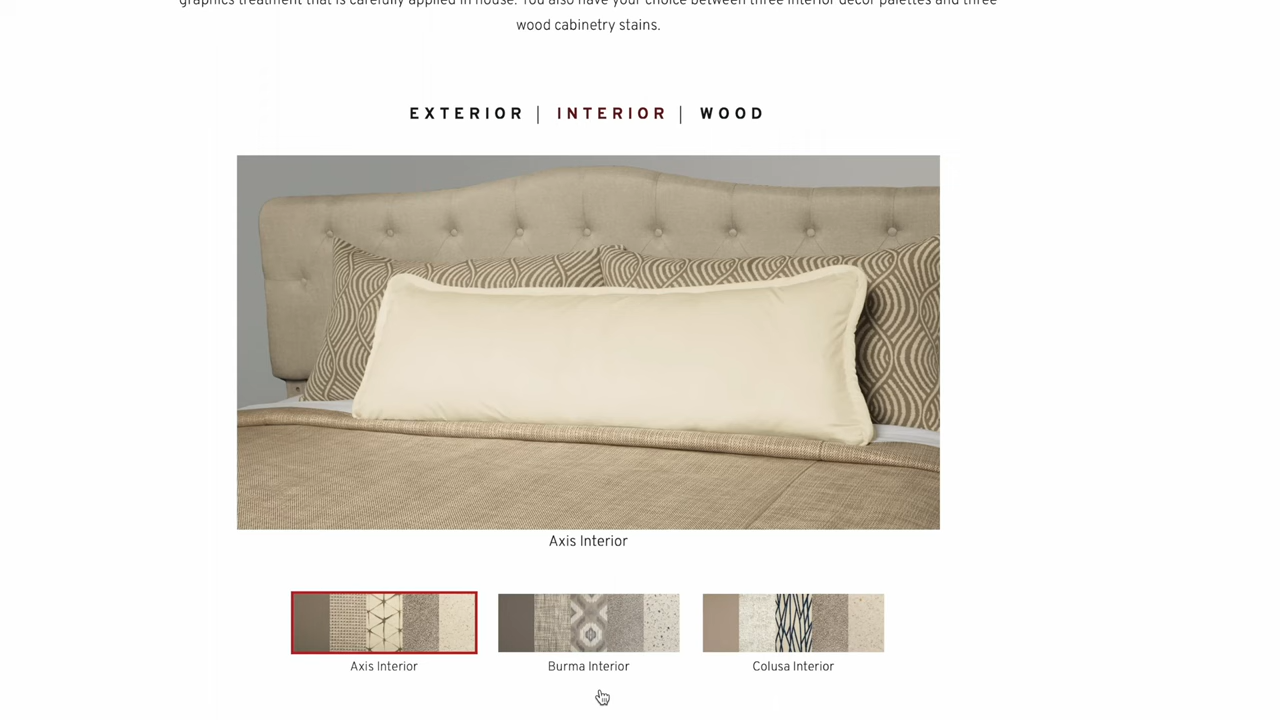 graphics treatment that is carefully applied in house. You also have your choice between three interior décor palettes and three
wood cabinetry stains.
EXTERIOR | INTERIOR | WOOD
Axis Interior
Axis Interior
Burma Interior
Colusa Interior